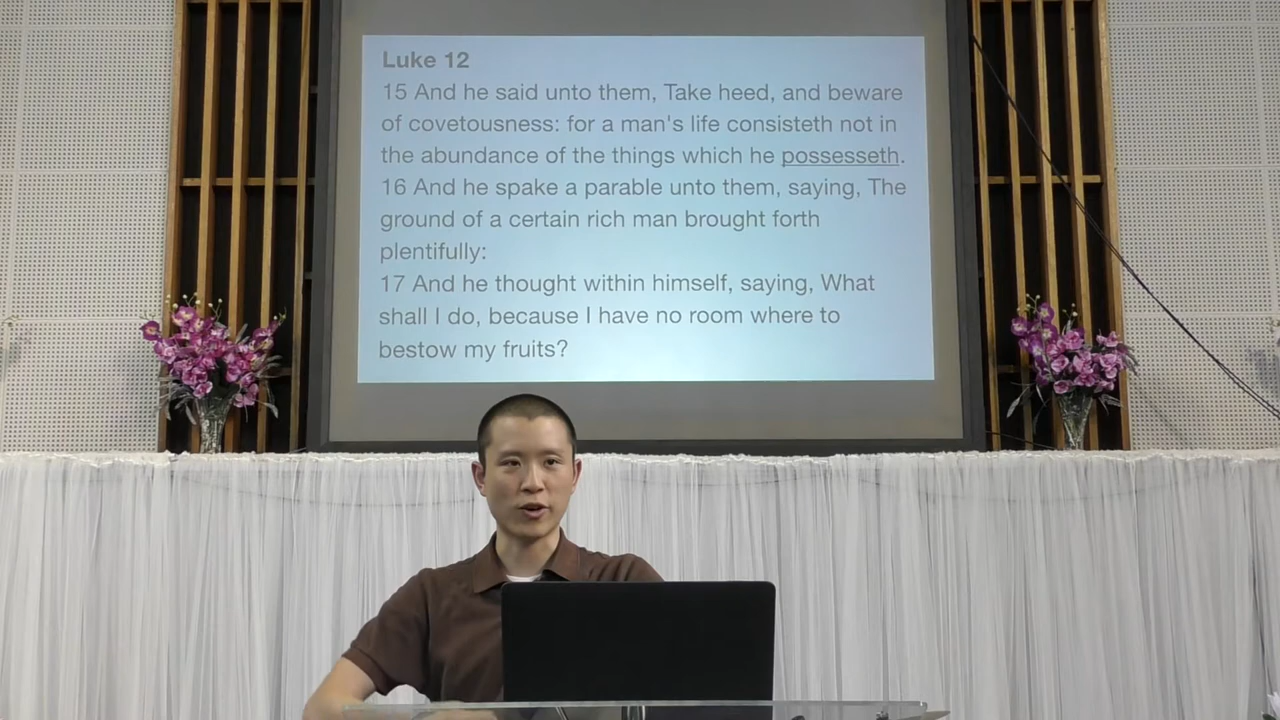 Luke 12
15 And he said unto them, Take heed, and beware
of covetousness: for a man's life consisteth not in
the abundance of the things which he possesseth.
16 And he spake a parable unto them, saying, The
ground of a certain rich man brought forth
plentifully:
17 And he thought within himself, saying, What
shall I do, because I have no room where to
bestow my fruits?